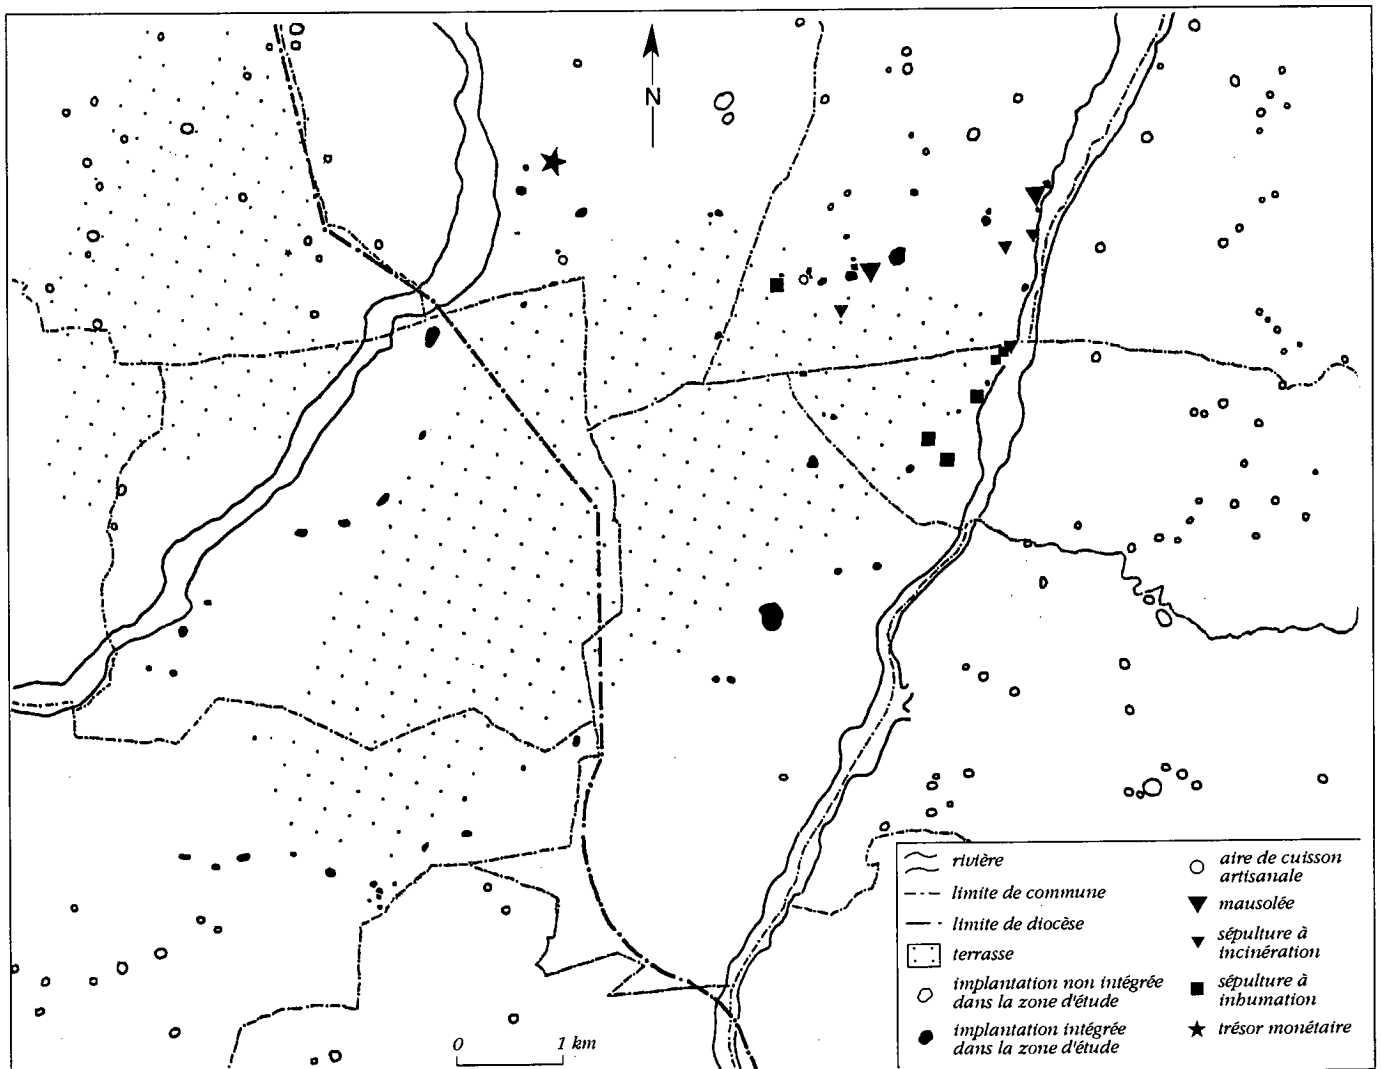 N
rivière
limite de commune
limite de diocèse
terrasse
implantation non intégrée
dans la zone d'étude
implantation intégrée
dans la zone d'étude
aire de cuisson
artisanale
mausolée
sépulture à
incinération
sépulture à
inhumation
trésor monétaire
0 1 km